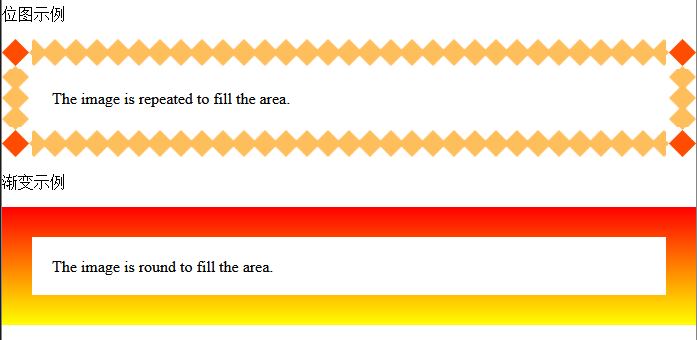 位图示例
The image is repeated to fill the area.
渐变示例
The image is round to fill the area.